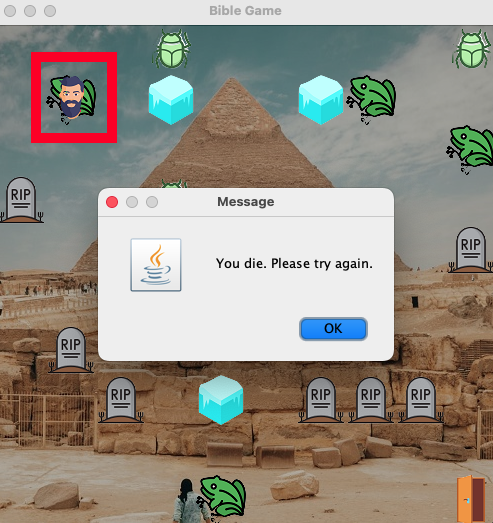 Bible Game
RIP
Message
You die. Please try again.
RIP
OK
RIP
RIP
RIP
RIP
RIP